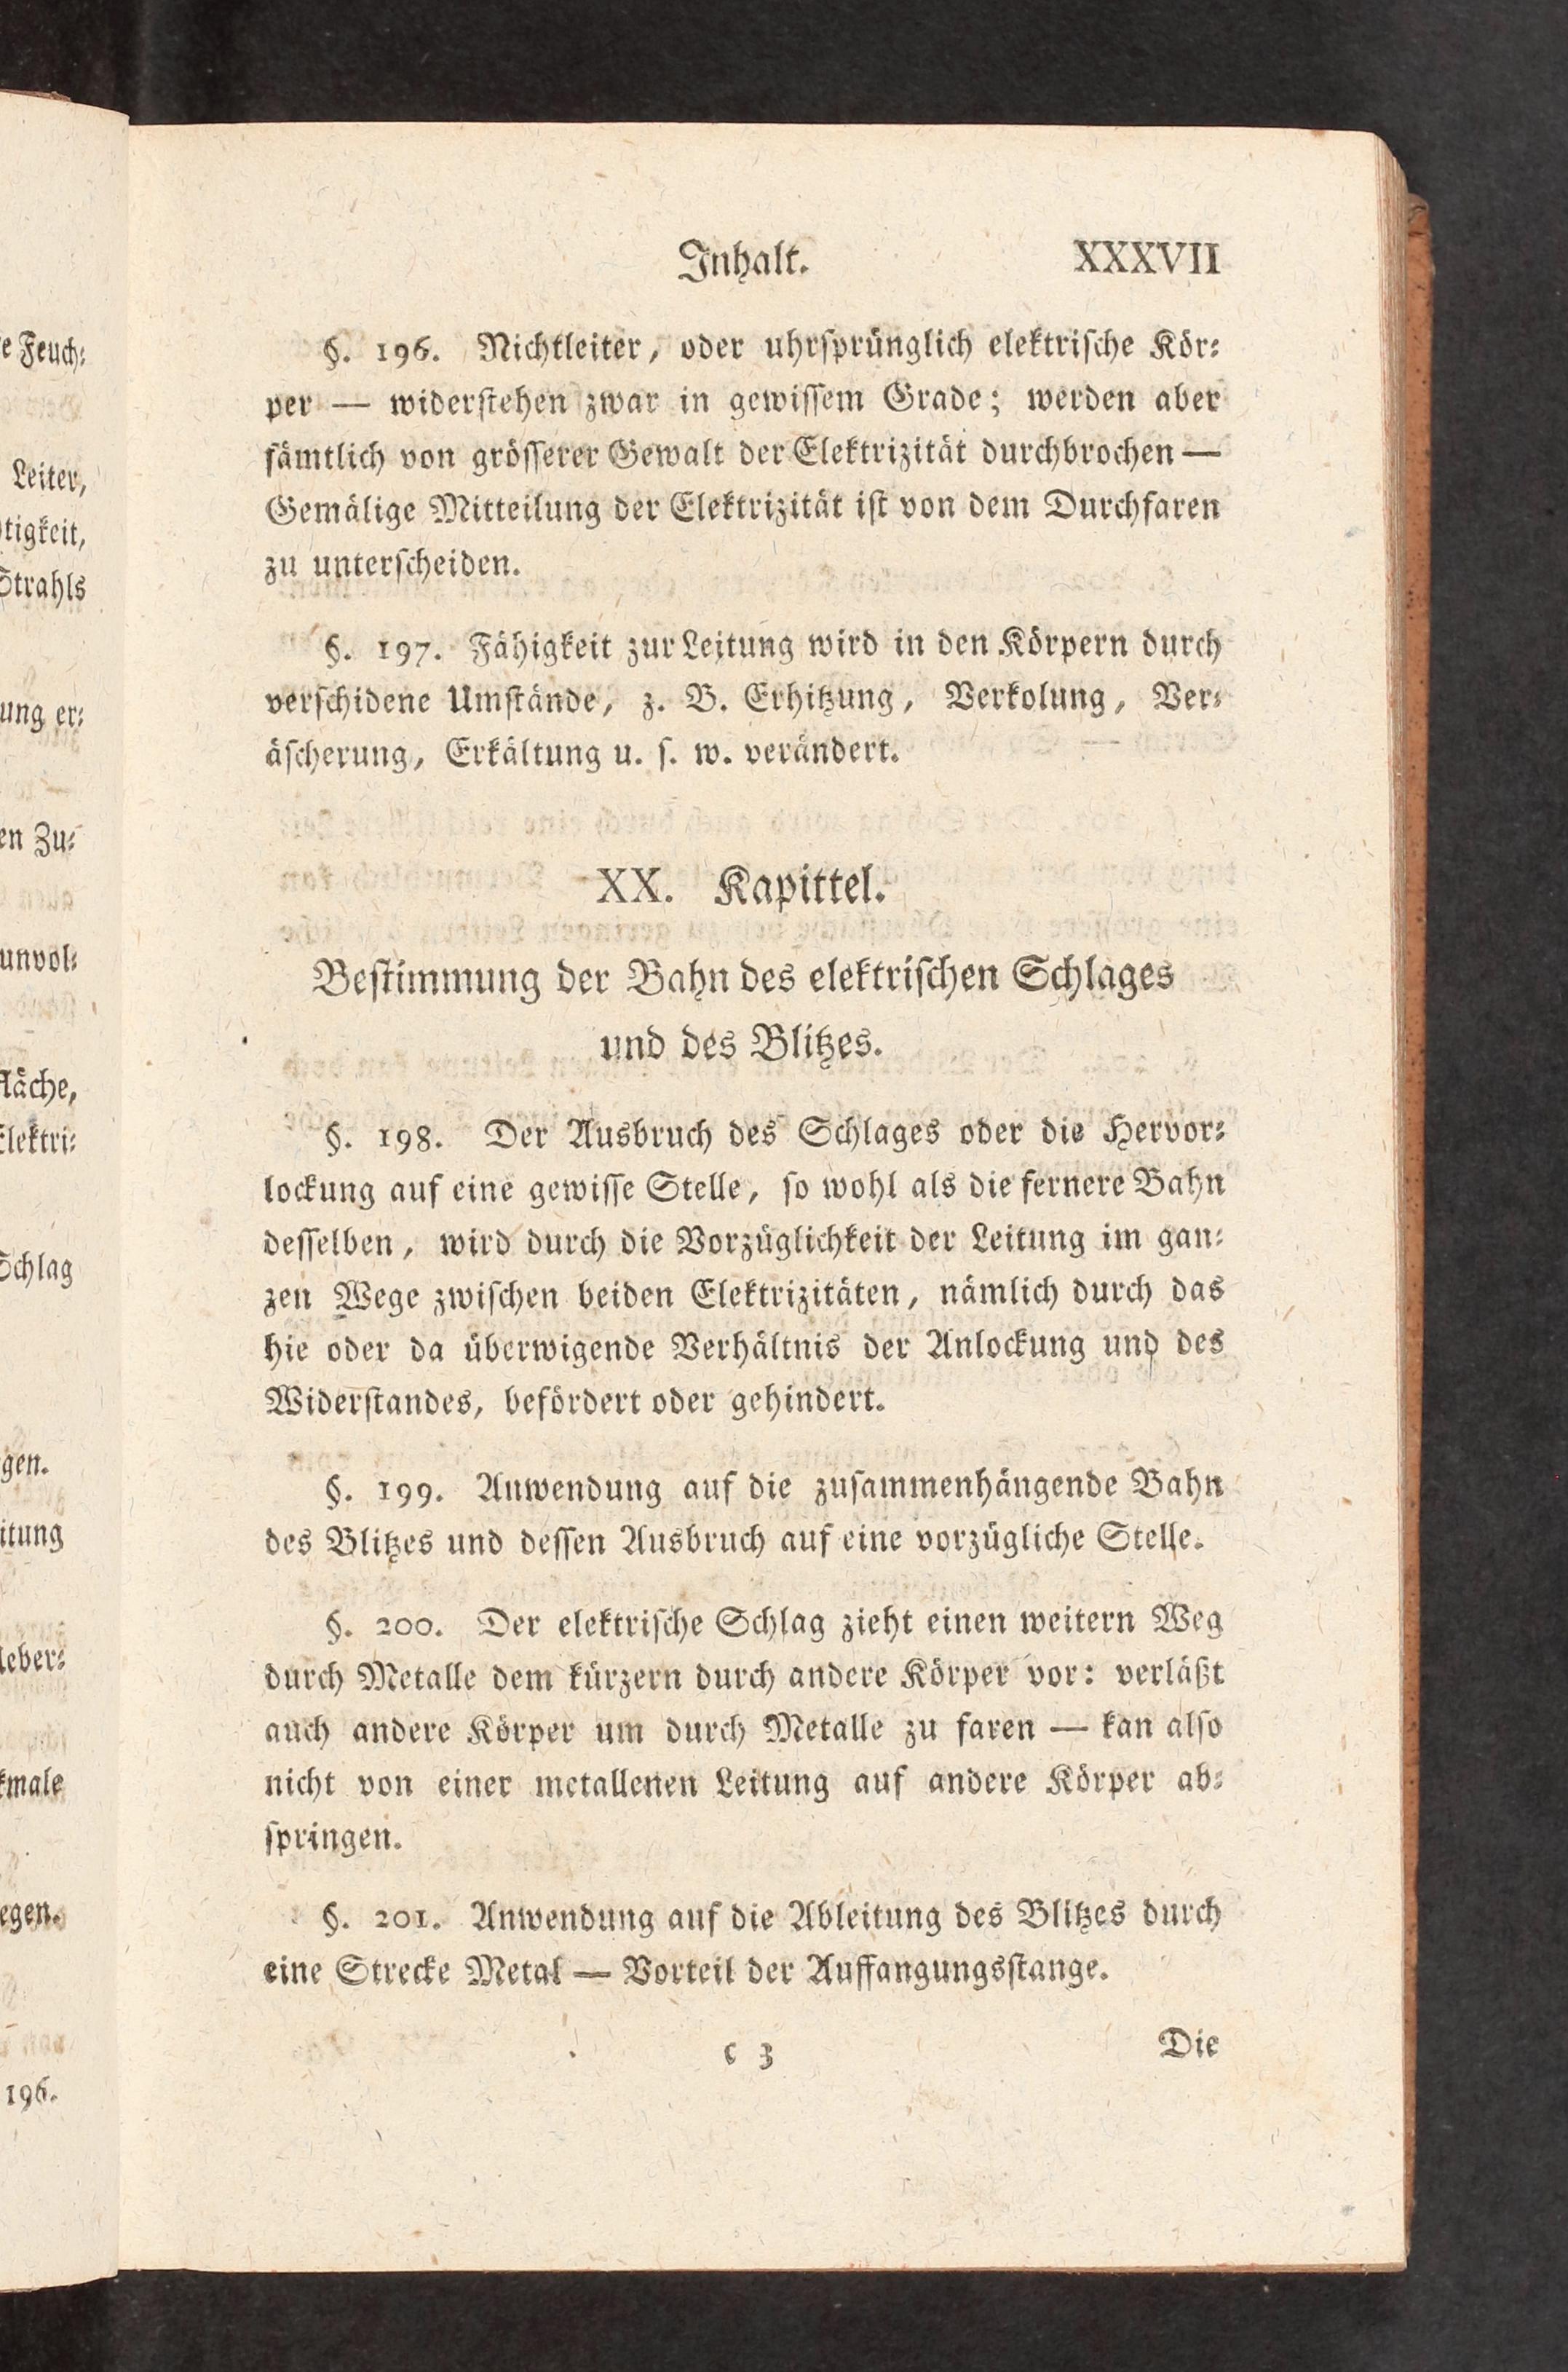 Inhalt. XXXVII
§. 196. Nichtleiter, oder uhrsprünglich elektrische Kör⸗
per — widerstehen zwar in gewissem Grade; werden aber
sämtlich von grösserer Gewalt der Elektrizität durchbrochen —
Gemälige Mitteilung der Elektrizität ist von dem Durchfaren
zu unterscheiden.
§. 197. Fähigkeit zur Leitung wird in den Körpern durch
verschidene Umstände, z. B. Erhitzung, Verkolung, Ver⸗
äscherung, Erkältung u. s. w. verändert.
XX. Kapittel.
Bestimmung der Bahn des elektrischen Schlages
und des Blitzes.
§. 198. Der Ausbruch des Schlages oder die Hervor⸗
lockung auf eine gewisse Stelle, so wohl als die fernere Bahn
desselben, wird durch die Vorzüglichkeit der Leitung im gan⸗
zen Wege zwischen beiden Elektrizitäten, nämlich durch das
hie oder da überwigende Verhältnis der Anlockung und des
Widerstandes, befördert oder gehindert.
§. 199. Anwendung auf die zusammenhängende Bahn
des Blitzes und dessen Ausbruch auf eine vorzügliche Stelle.
§. 200. Der elektrische Schlag zieht einen weitern Weg
durch Metalle dem kürzern durch andere Körper vor: verläßt
auch andere Körper um durch Metalle zu faren — kan also
nicht von einer metallenen Leitung auf andere Körper ab⸗
springen.
§. 201. Anwendung auf die Ableitung des Blitzes durch
eine Strecke Metal — Vorteil der Auffangungsstange.
c 3 Die